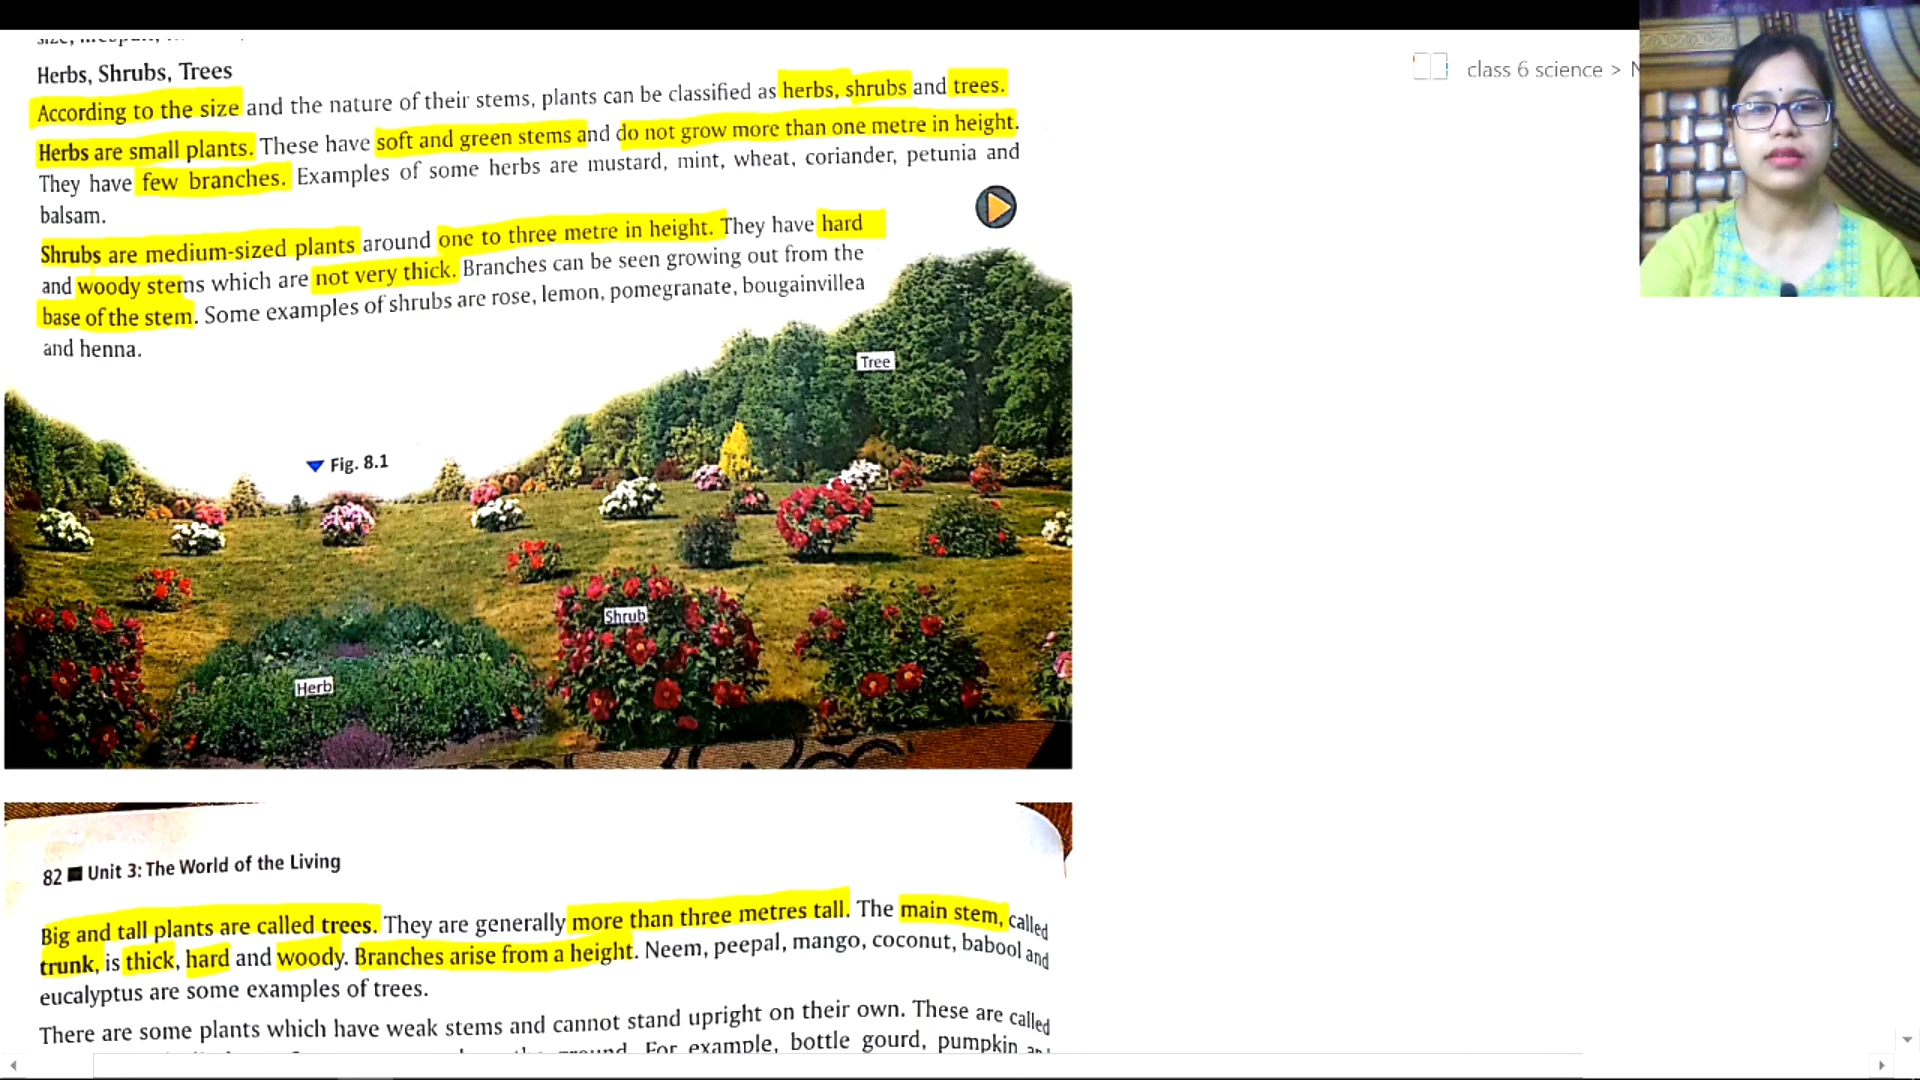 Herbs, Shrubs, Trees
According to the size and the nature of their stems, plants can be classified as herbs, shrubs and trees.
Herbs are small plants. These have soft and green stems and do not grow more than one metre in height.
They have few branches. Examples of some herbs are mustard, mint, wheat, coriander, petunia and
balsam.
Shrubs are medium-sized plants around one to three metre in height. They have hard
and woody stems which are not very thick. Branches can be seen growing out from the
base of the stem. Some examples of shrubs are rose, lemon, pomegranate, bougainvillea
and henna.
class 6 science >
Tree
Fig. 8.1
Shrub
Herb
82 ■ Unit 3: The World of the Living
Big and tall plants are called trees. They are generally more than three metres tall. The main stem, called
trunk, is thick, hard and woody. Branches arise from a height. Neem, peepal, mango, coconut, babool and
eucalyptus are some examples of trees.
There are some plants which have weak stems and cannot stand upright on their own. These are called
For example, bottle gourd, pumpkin